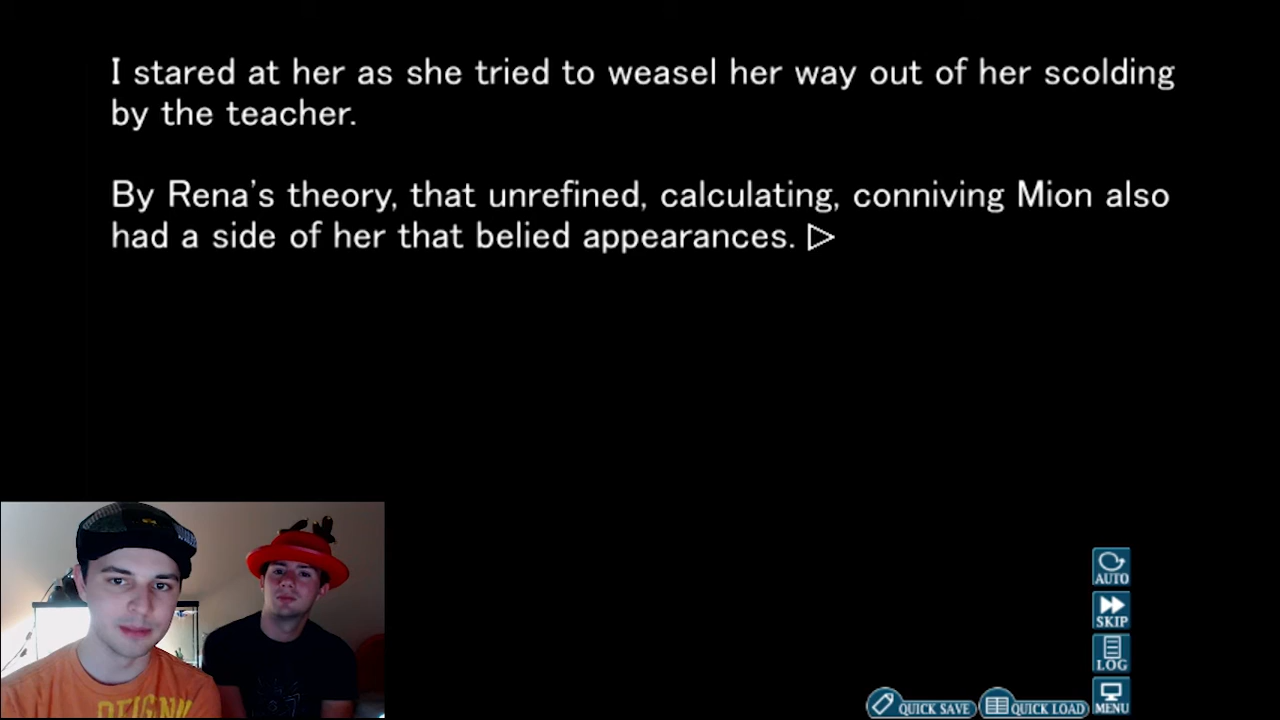 I stared at her as she tried to weasel her way out of her scolding
by the teacher.
By Rena's theory, that unrefined, calculating, conniving Mion also
had a side of her that belied appearances.
AUTO
SKIP
LOG
MENU
QUICK SAVE
QUICK LOAD